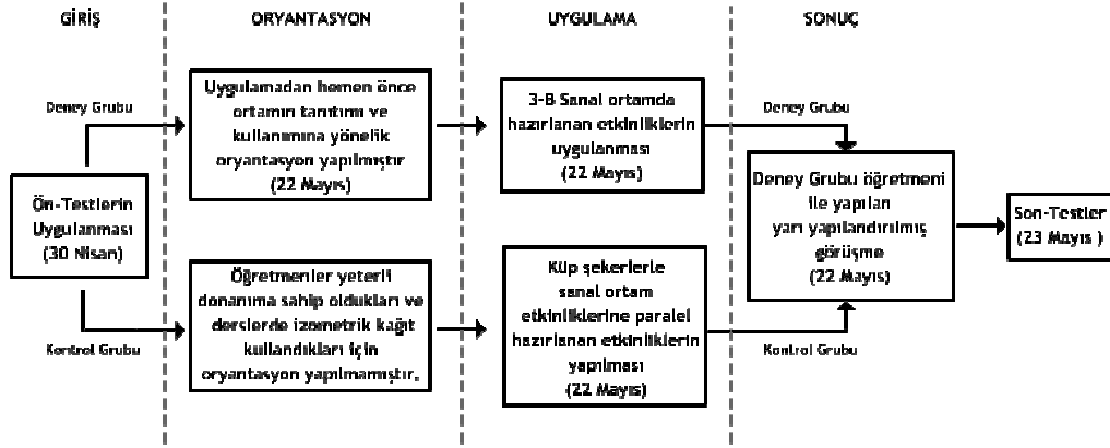 GİRİŞ
ORYANTASYON
UYGULAMA
SONUÇ
Ön-Testlerin
Uygulanması
(30 Nisan)
Deney Grubu
Kontrol Grubu
Uygulamadan hemen önce
ortamın tanıtımı ve
kullanımına yönelik
oryantasyon yapılmıştır
(22 Mayıs)
Öğretmenler yeterli
donanıma sahip oldukları ve
derslerde izometrik kağıt
kullandıkları için
oryantasyon yapılmamıştır.
3-B Sanal ortamda
hazırlanan etkinliklerin
uygulanması
(22 Mayıs)
Küp şekerlerle
sanal ortam
etkinliklerine paralel
hazırlanan etkinliklerin
yapılması
(22 Mayıs)
Deney Grubu
Deney Grubu öğretmeni
ile yapılan
yarı yapılandırılmış
görüşme
(22 Mayıs)
Kontrol Grubu
Son-Testler
(23 Mayıs )